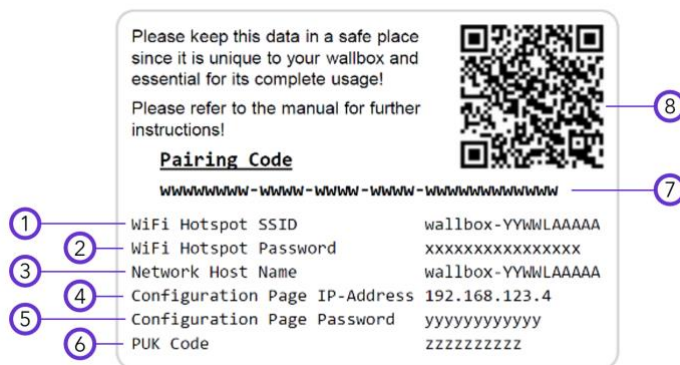 Please keep this data in a safe place
since it is unique to your wallbox and
essential for its complete usage!
Please refer to the manual for further
instructions!
Pairing Code
wwwwwwww-wwww-wwww-wwww-wwwwwwwwwwww
WiFi Hotspot SSID wallbox-YYWWLAAAAA
WiFi Hotspot Password xxxxxxxxxxxxxxxx
Network Host Name wallbox-YYWWLAAAAA
Configuration Page IP-Address 192.168.123.4
Configuration Page Password yyyyyyyyyyyy
PUK Code zzzzzzzzzz
8
7
1
2
3
4
5
6